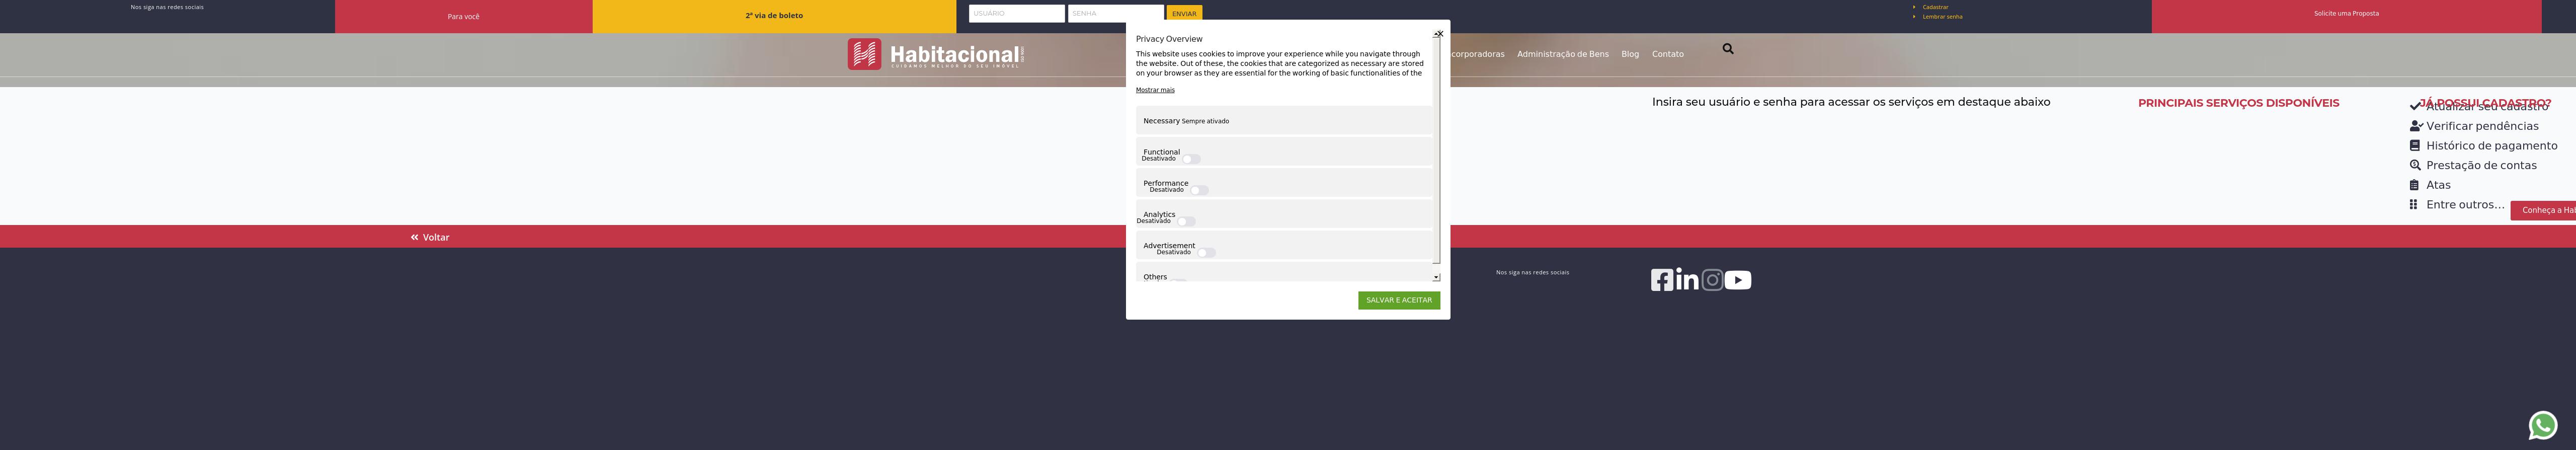 Nos siga nas redes sociais
Para você
2ª via de boleto
USUÁRIO
SENHA
ENVIAR
Cadastrar
Lembrar senha
Solicite uma Proposta
Habitacional
CUIDAMOS MELHOR DO SEU IMÓVEL
corporadoras
Administração de Bens
Blog
Contato
Privacy Overview
X
This website uses cookies to improve your experience while you navigate through
the website. Out of these, the cookies that are categorized as necessary are stored
on your browser as they are essential for the working of basic functionalities of the
Mostrar mais
Necessary Sempre ativado
Functional
Desativado
Performance
Desativado
Analytics
Desativado
Advertisement
Desativado
Others
SALVAR E ACEITAR
Insira seu usuário e senha para acessar os serviços em destaque abaixo
PRINCIPAIS SERVIÇOS DISPONÍVEIS
JÁ POSSUI CADASTRO?
Atualizar seu cadastro
Verificar pendências
Histórico de pagamento
Prestação de contas
Atas
Entre outros...
Conheça a Hab
Voltar
Nos siga nas redes sociais